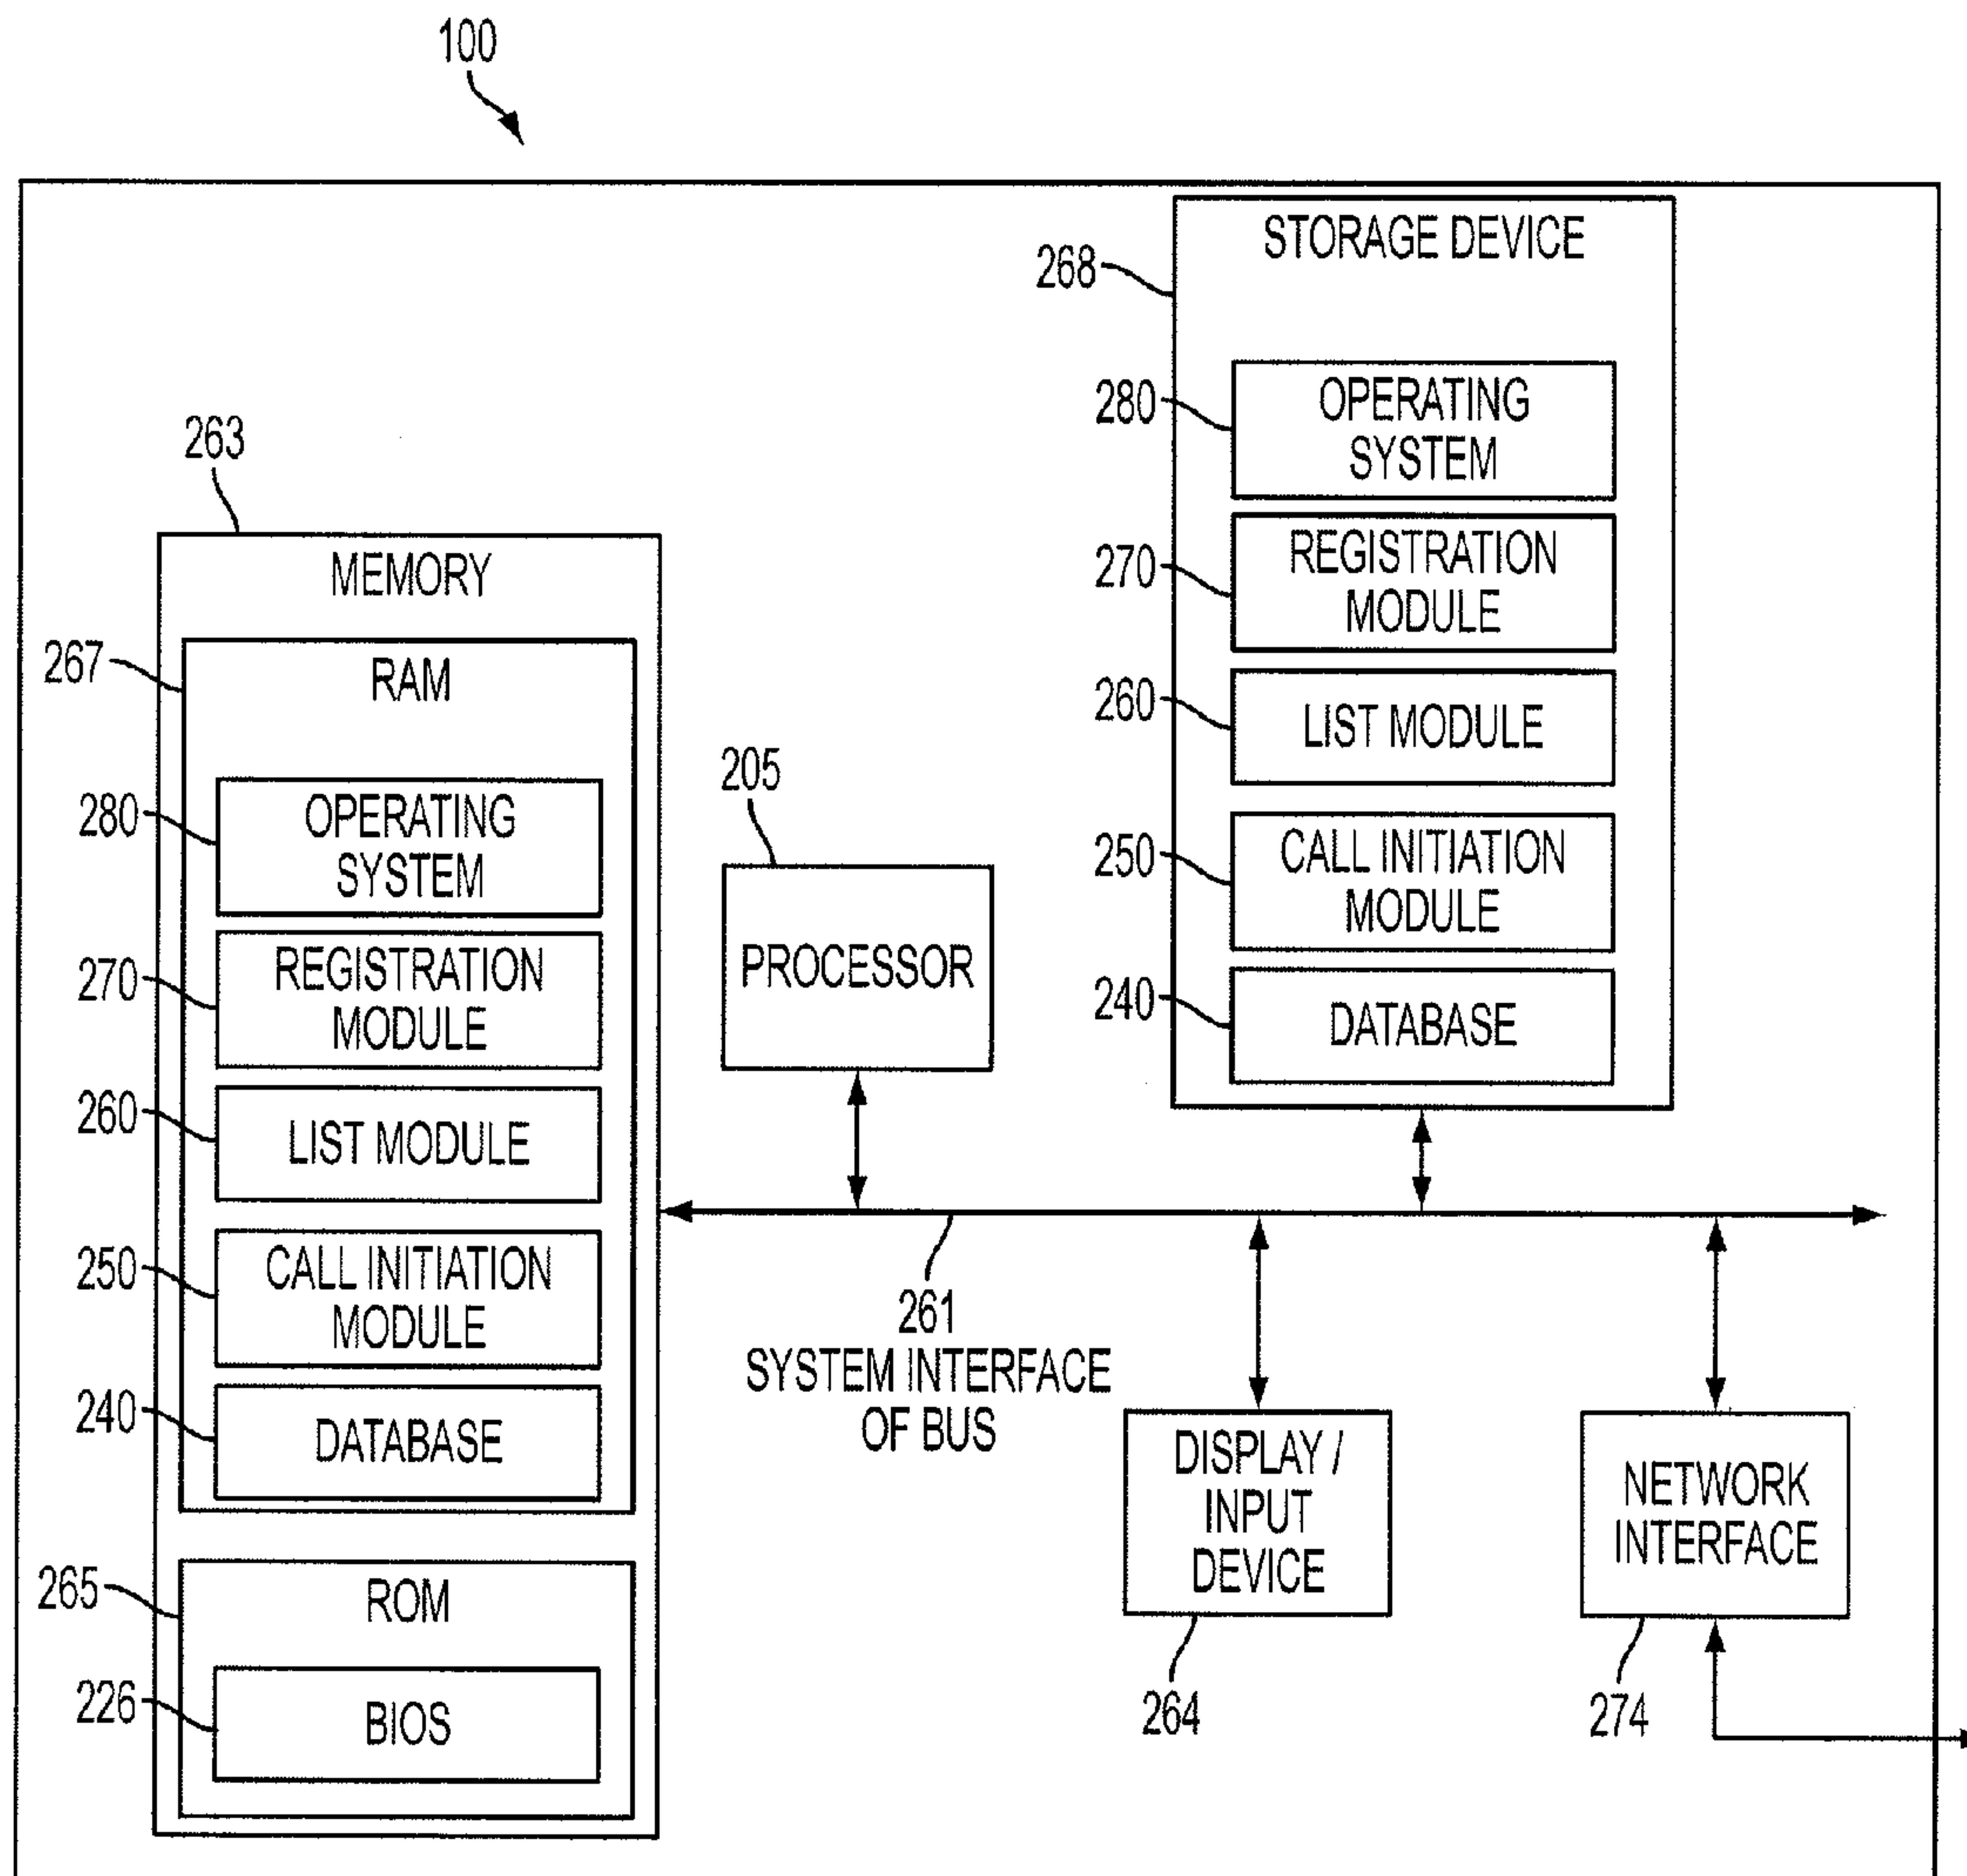 100
268
STORAGE DEVICE
280
OPERATING
SYSTEM
270
REGISTRATION
MODULE
260
LIST MODULE
250
CALL INITIATION
MODULE
240
DATABASE
263
MEMORY
267
RAM
280
OPERATING
SYSTEM
270
REGISTRATION
MODULE
260
LIST MODULE
250
CALL INITIATION
MODULE
240
DATABASE
265
ROM
226
BIOS
205
PROCESSOR
261
SYSTEM INTERFACE
OF BUS
DISPLAY /
INPUT
DEVICE
264
NETWORK
INTERFACE
274